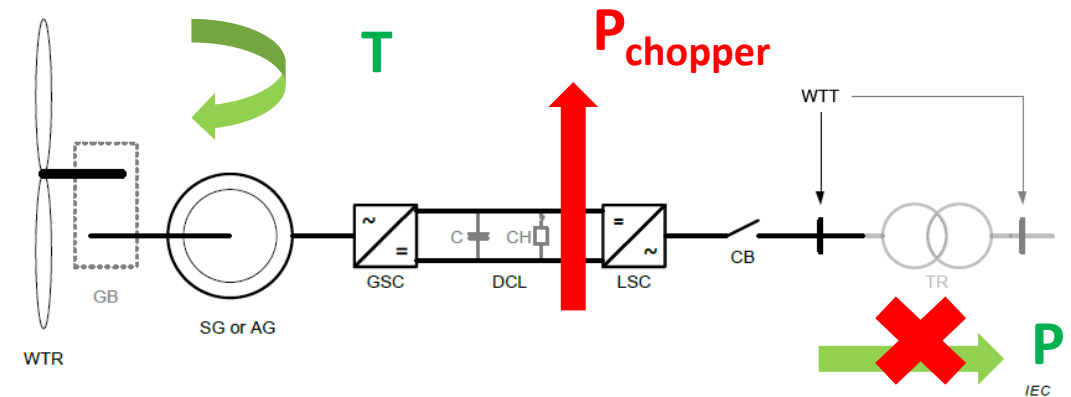 T
Pchopper
WTT
~
=
C
CH
=
~
GB
GSC
DCL
LSC
CB
TR
SG or AG
WTR
P
IEC